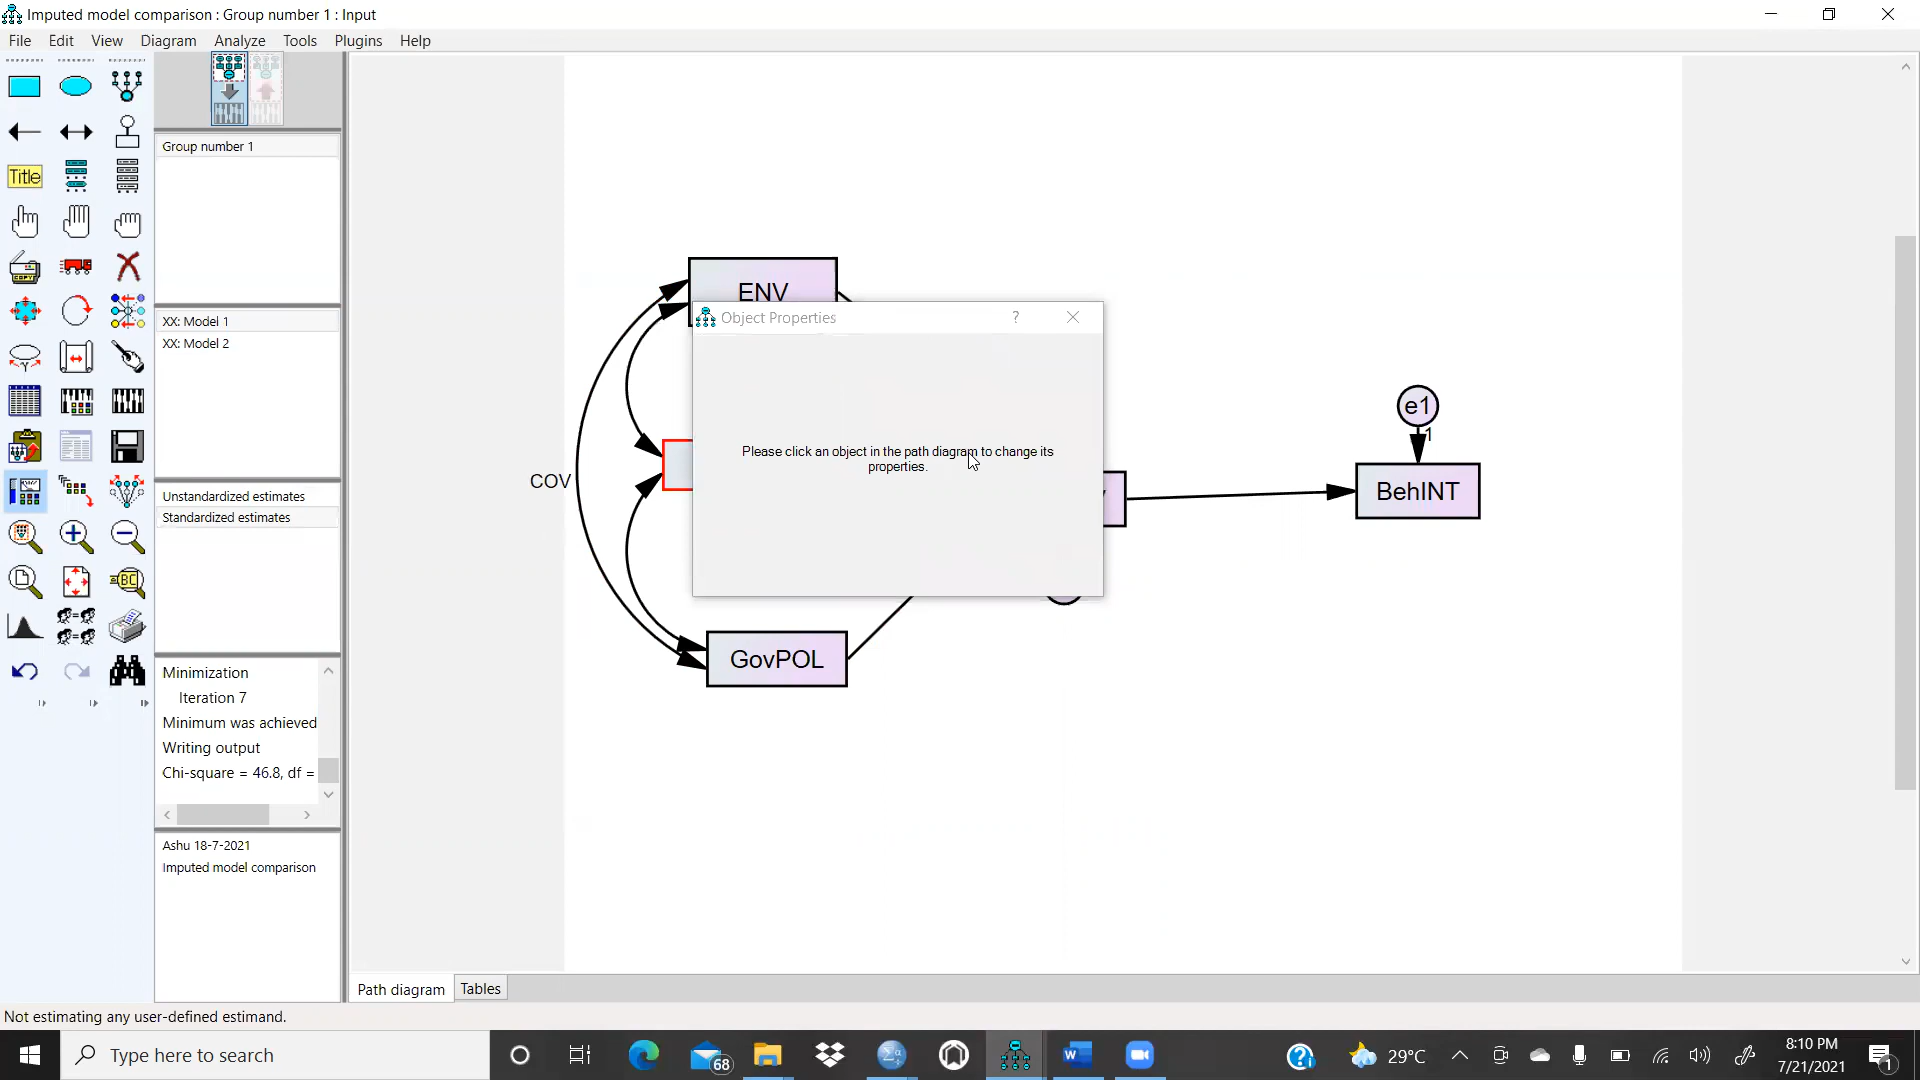 Imputed model comparison : Group number 1 : Input
File Edit View Diagram Analyze Tools Plugins Help
Title
Group number 1
XX: Model 1
XX: Model 2
Unstandardized estimates
Standardized estimates
Minimization
Iteration 7
Minimum was achieved
Writing output
Chi-square = 46.8, df =
Ashu 18-7-2021
Imputed model comparison
COPY
ABC
ENV
Object Properties ?
Please click an object in the path diagram to change its
properties.
COV
e1
1
BehINT
GovPOL
Path diagram Tables
Not estimating any user-defined estimand.
Type here to search
68
Σα
W
29°C
8:10 PM
7/21/2021
1